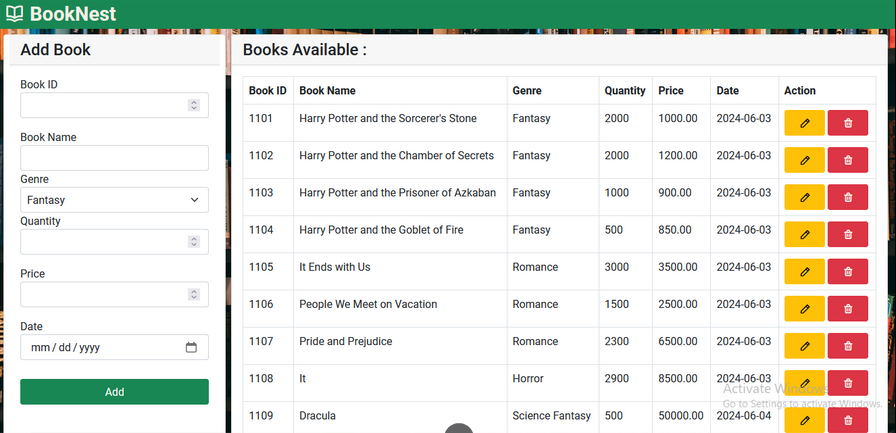 BookNest
Add Book
Book ID
Book Name
Genre
Fantasy
Quantity
Price
Date
mm/dd/yyyy
Add
Books Available :
Book ID Book Name Genre Quantity Price Date Action
1101 Harry Potter and the Sorcerer's Stone Fantasy 2000 1000.00 2024-06-03
1102 Harry Potter and the Chamber of Secrets Fantasy 2000 1200.00 2024-06-03
1103 Harry Potter and the Prisoner of Azkaban Fantasy 1000 900.00 2024-06-03
1104 Harry Potter and the Goblet of Fire Fantasy 500 850.00 2024-06-03
1105 It Ends with Us Romance 3000 3500.00 2024-06-03
1106 People We Meet on Vacation Romance 1500 2500.00 2024-06-03
1107 Pride and Prejudice Romance 2300 6500.00 2024-06-03
1108 It Horror 2900 8500.00 2024-06-03
1109 Dracula Science Fantasy 500 50000.00 2024-06-04
Activate Windows
Go to Settings to activate Windows.